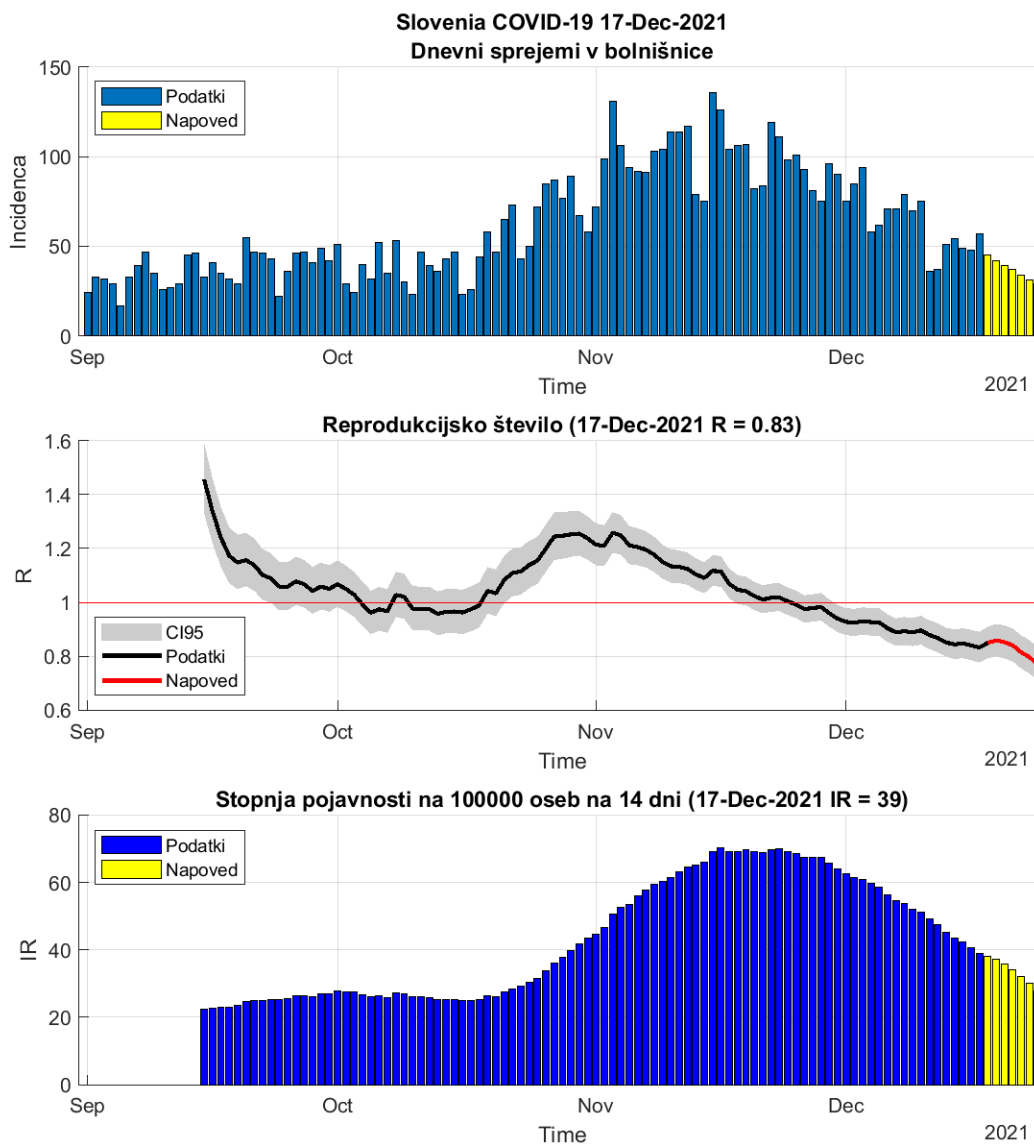 Slovenia COVID-19 17-Dec-2021
Dnevni sprejemi v bolnišnice
150
100
50
0
Incidenca
Podatki
Napoved
Sep
Oct
Nov
Dec
Time
2021
Reprodukcijsko število (17-Dec-2021 R = 0.83)
1.6
1.4
1.2
1
0.8
0.6
R
CI95
Podatki
Napoved
Sep
Oct
Nov
Dec
Time
2021
Stopnja pojavnosti na 100000 oseb na 14 dni (17-Dec-2021 IR = 39)
80
60
40
20
0
IR
Podatki
Napoved
Sep
Oct
Nov
Dec
Time
2021